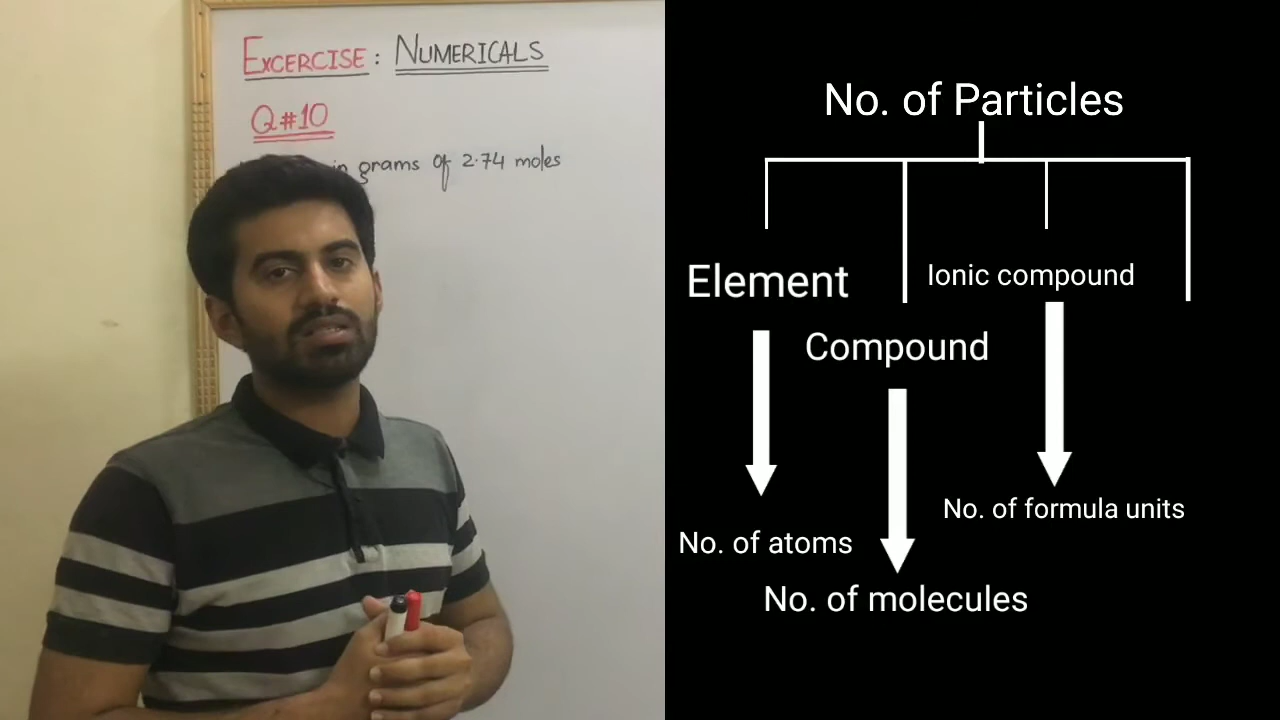 EXCERCISE : NUMERICALS
Q#10
in grams of 2.74 moles
No. of Particles
Element
Ionic compound
Compound
No. of formula units
No. of atoms
No. of molecules